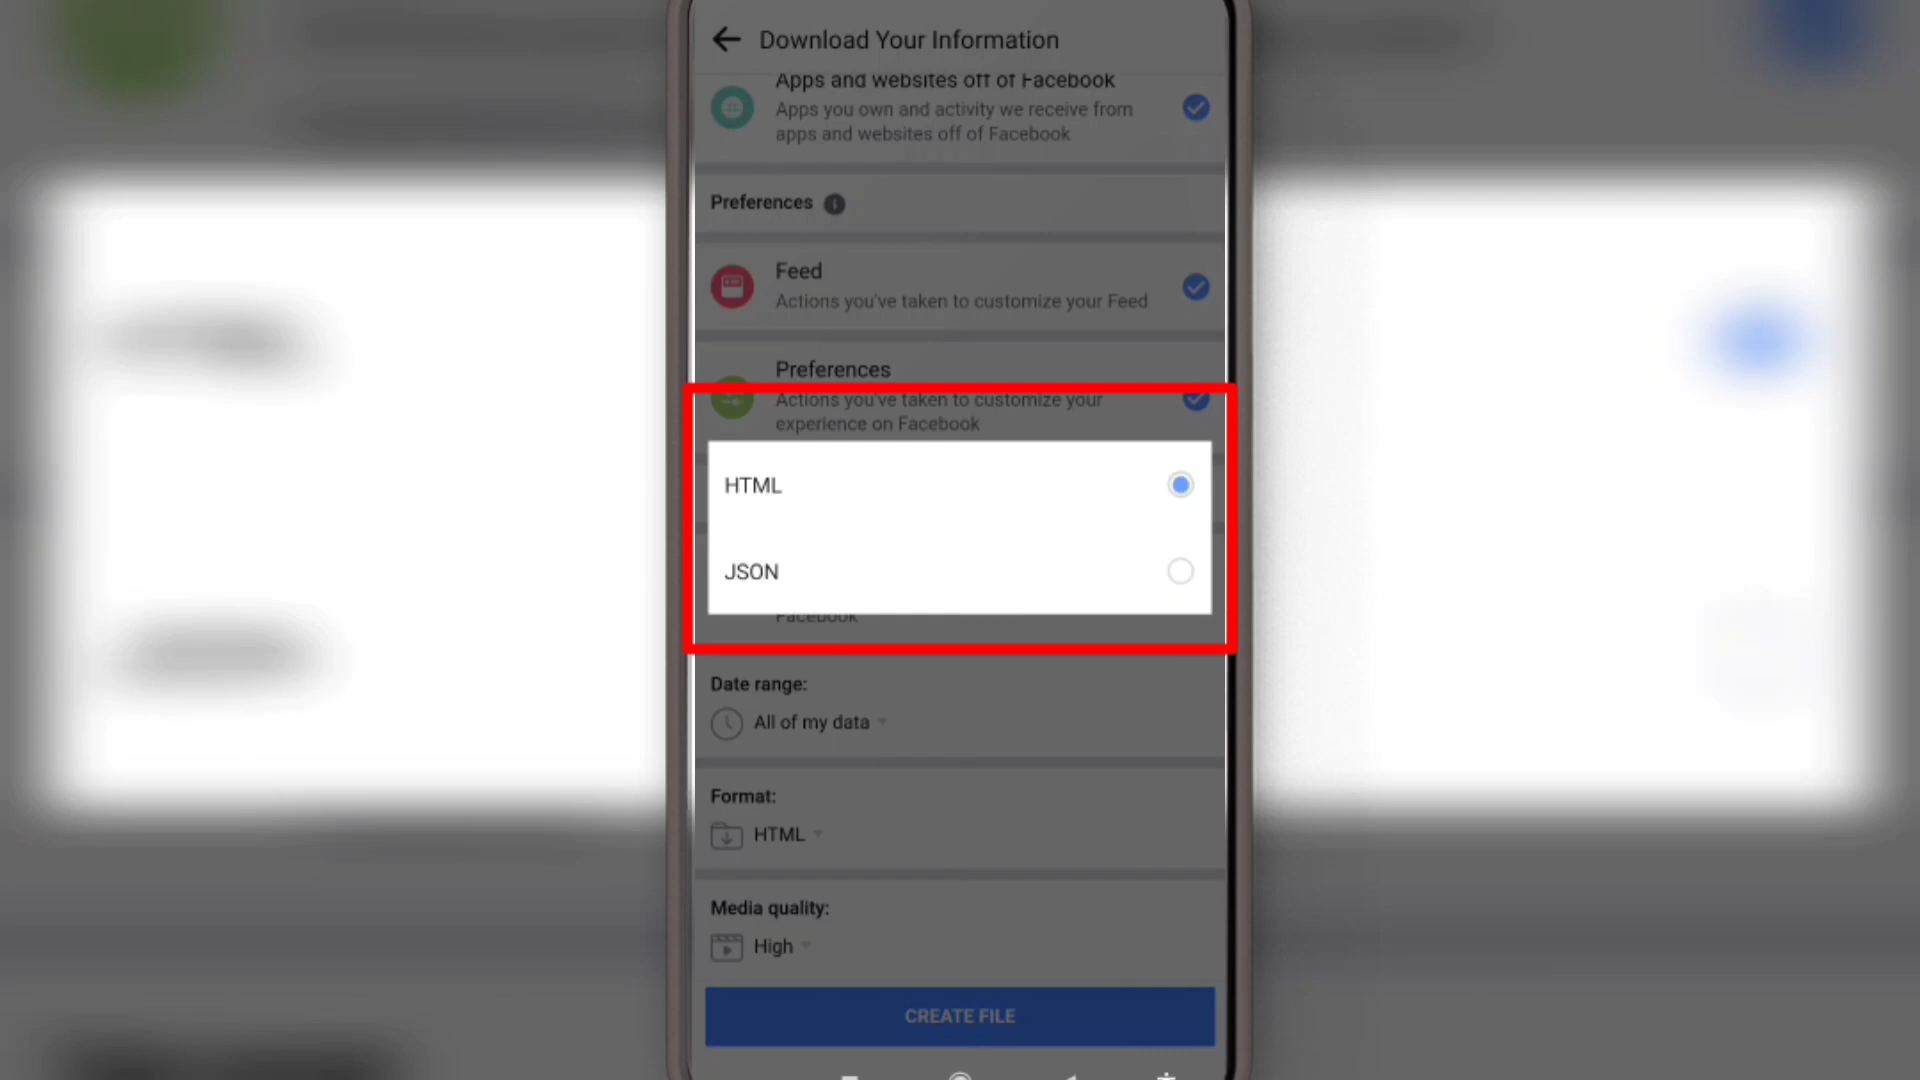 Download Your Information
Apps and websites off of Facebook
Apps you own and activity we receive from
apps and websites off of Facebook
Preferences
Feed
Actions you've taken to customize your Feed
Preferences
Actions you've taken to customize your
experience on Facebook
HTML
JSON
Facebook
Date range:
All of my data
Format:
HTML
Media quality:
High
CREATE FILE